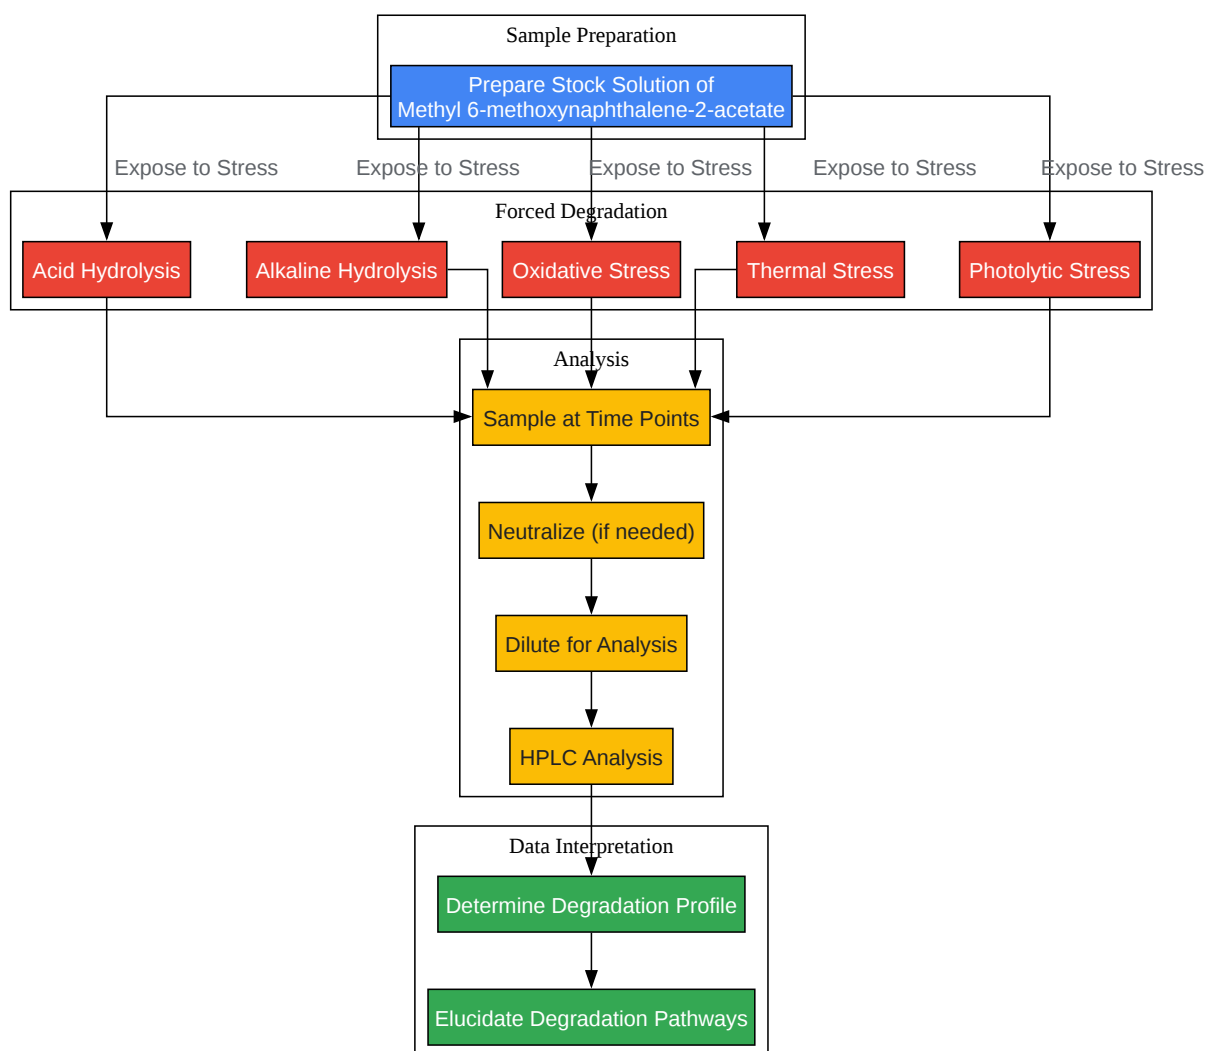 Sample Preparation
Prepare Stock Solution of
Methyl 6-methoxynaphthalene-2-acetate
Expose to Stress
Expose to Stress
Expose to Stress
Expose to Stress
Expose to Stress
Forced Degradation
Acid Hydrolysis
Alkaline Hydrolysis
Oxidative Stress
Thermal Stress
Photolytic Stress
Analysis
Sample at Time Points
Neutralize (if needed)
Dilute for Analysis
HPLC Analysis
Data Interpretation
Determine Degradation Profile
Elucidate Degradation Pathways